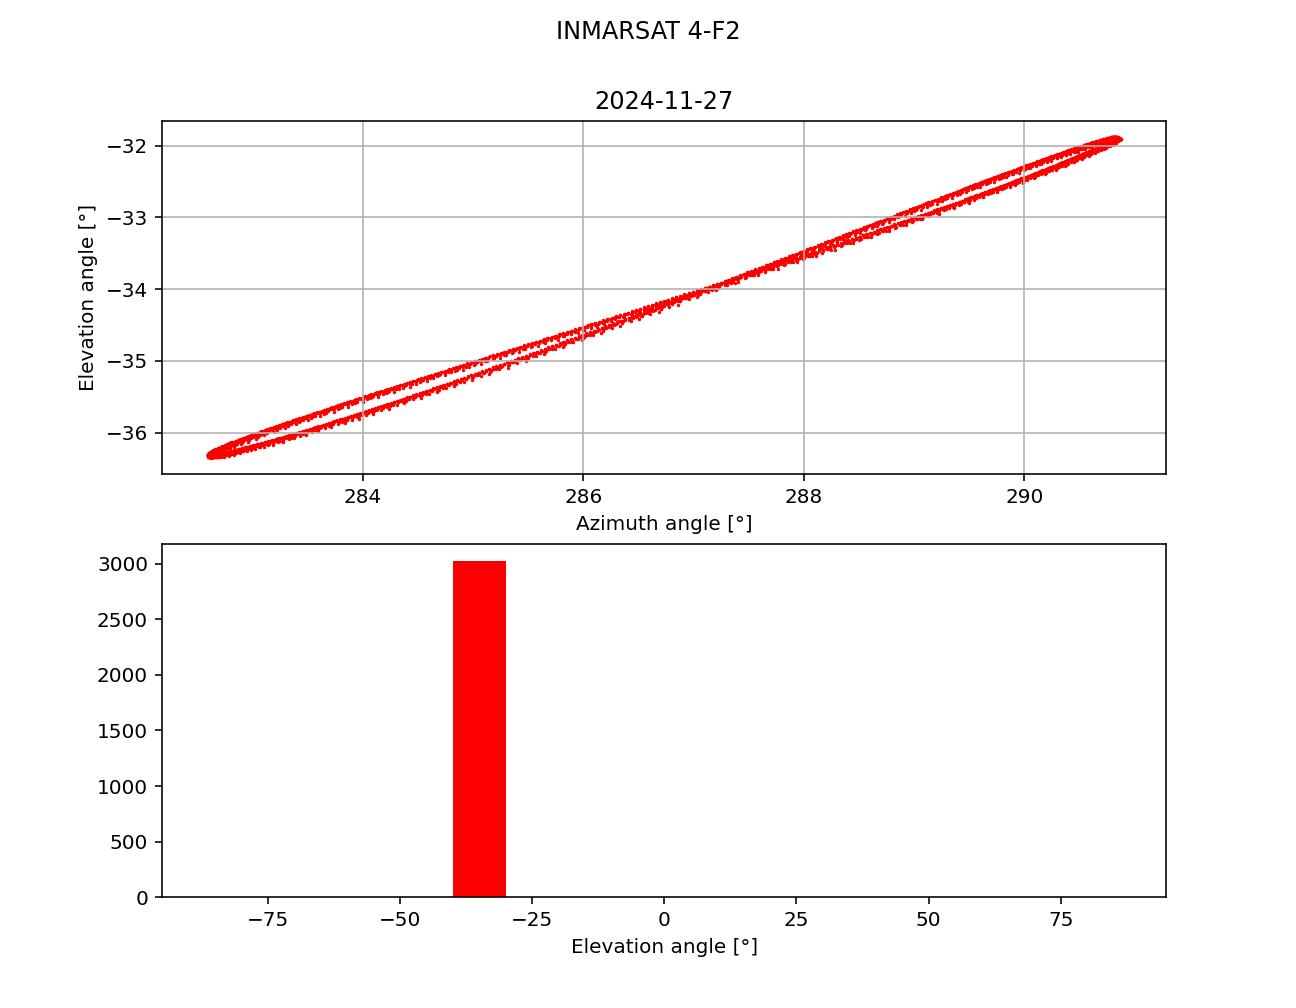 INMARSAT 4-F2
2024-11-27
−32
−33
−34
−35
−36
Elevation angle [°]
284 286 288 290
Azimuth angle [°]
3000
2500
2000
1500
1000
500
0
−75 −50 −25 0 25 50 75
Elevation angle [°]